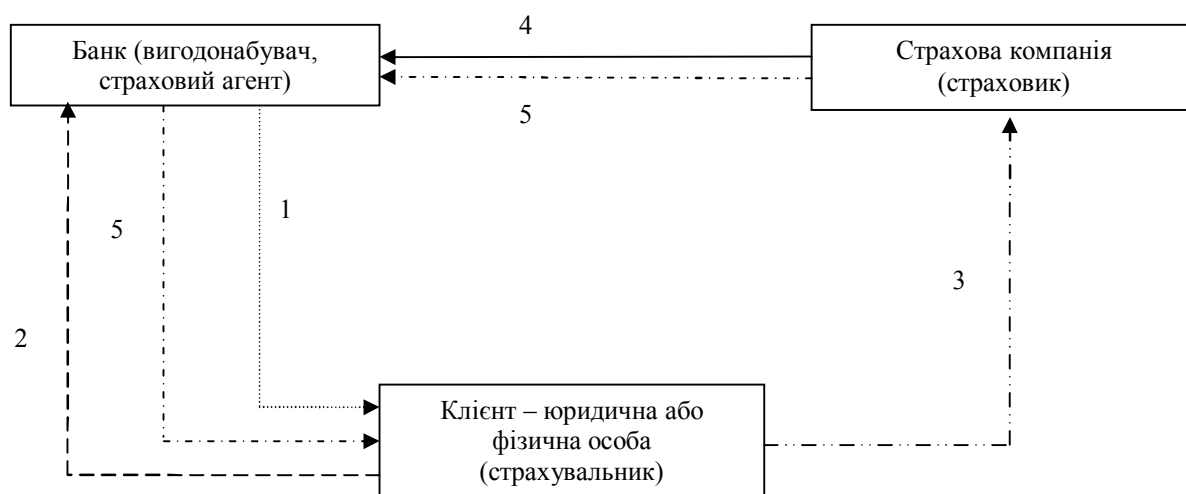 4
Банк (вигодонабувач,
страховий агент)
Страхова компанія
(страховик)
5
5
1
3
2
Клієнт – юридична або
фізична особа
(страхувальник)